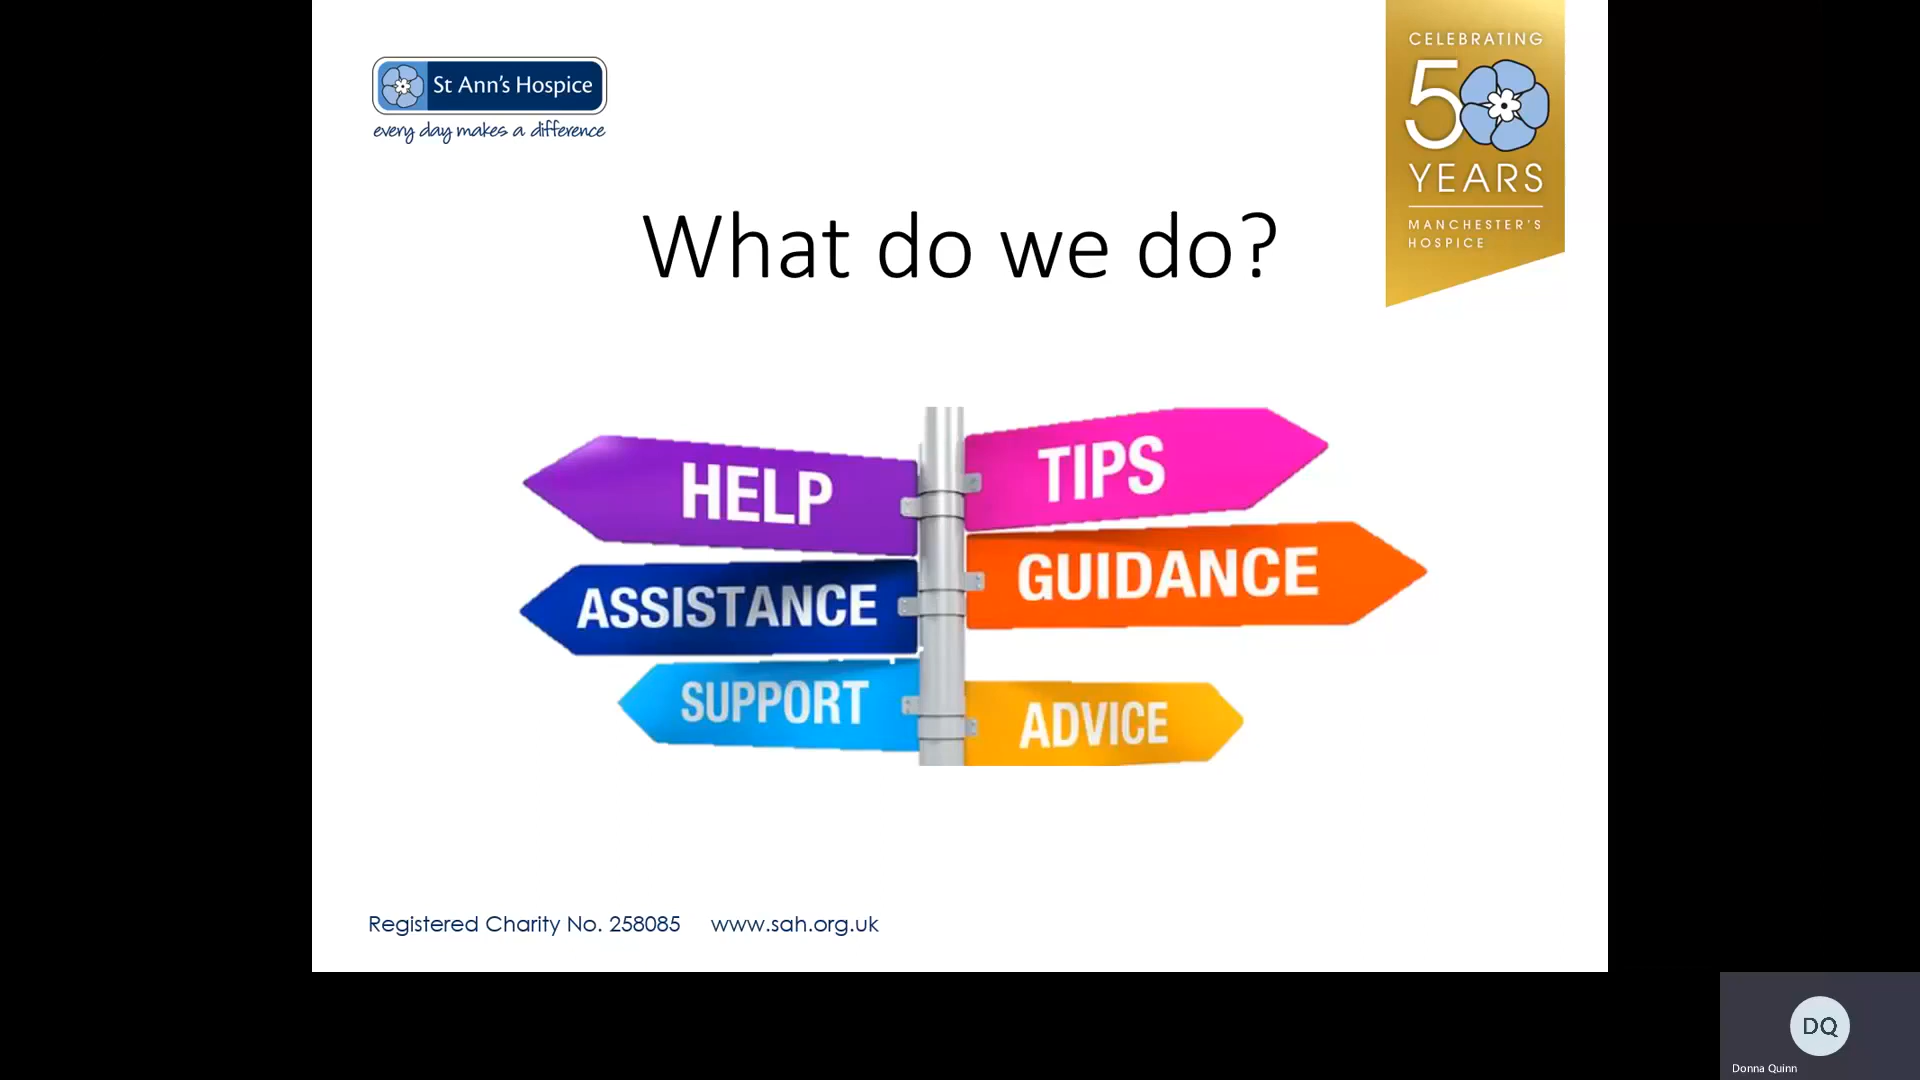 St Ann's Hospice
every day makes a difference
CELEBRATING
50
YEARS
MANCHESTER'S
HOSPICE
What do we do?
HELP
TIPS
ASSISTANCE
GUIDANCE
SUPPORT
ADVICE
Registered Charity No. 258085 www.sah.org.uk
DQ
Donna Quinn